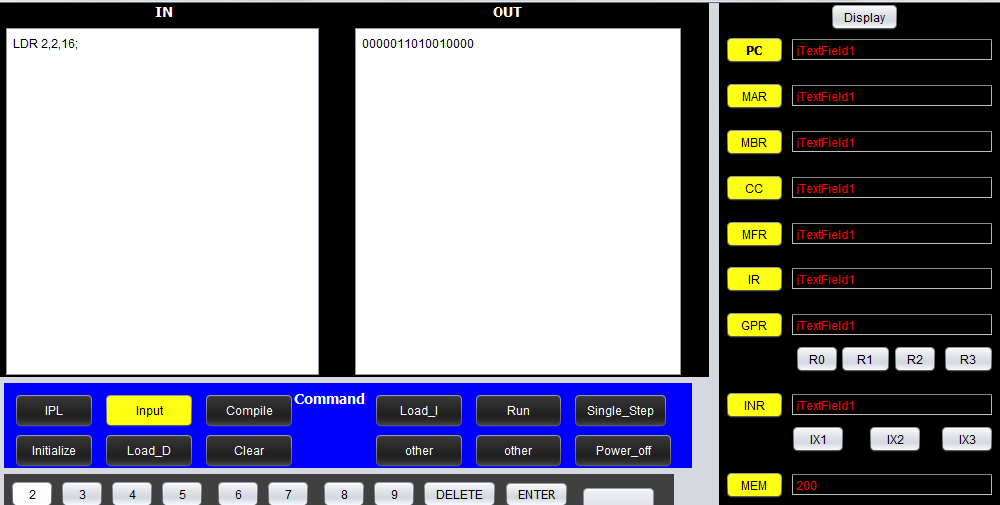 IN OUT
LDR 2,2,16;
0000011010010000
Display
PC jTextField1
MAR jTextField1
MBR jTextField1
CC jTextField1
MFR jTextField1
IR jTextField1
GPR jTextField1
R0 R1 R2 R3
INR jTextField1
IX1 IX2 IX3
MEM 200
Command
IPL Input Compile Load_I Run Single_Step
Initialize Load_D Clear other other Power_off
2 3 4 5 6 7 8 9 DELETE ENTER